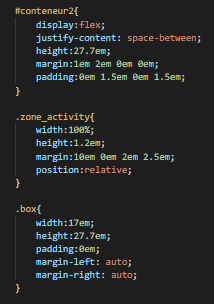 #conteneur2{
display:flex;
justify-content: space-between;
height:27.7em;
margin:1em 2em 0em 0em;
padding:0em 1.5em 0em 1.5em;
}
.zone_activity{
width:100%;
height:1.2em;
margin:10em 0em 2em 2.5em;
position:relative;
}
.box{
width:17em;
height:27.7em;
padding:0em;
margin-left: auto;
margin-right: auto;
}